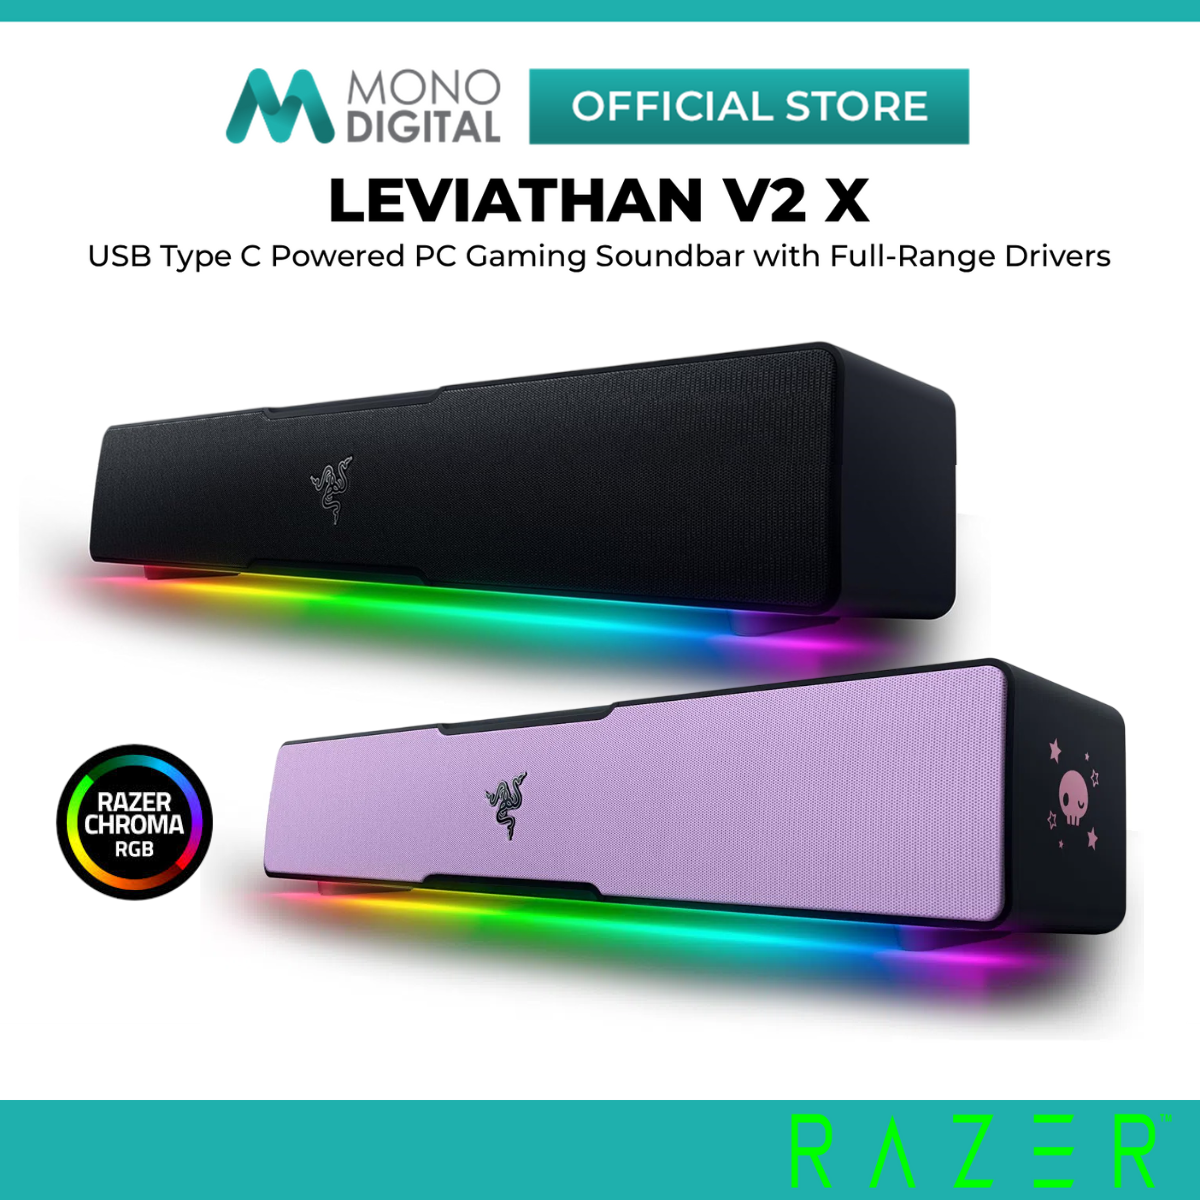 MONO
DIGITAL
OFFICIAL STORE
LEVIATHAN V2 X
USB Type C Powered PC Gaming Soundbar with Full-Range Drivers
RAZER
CHROMA
RGB
RAZER™